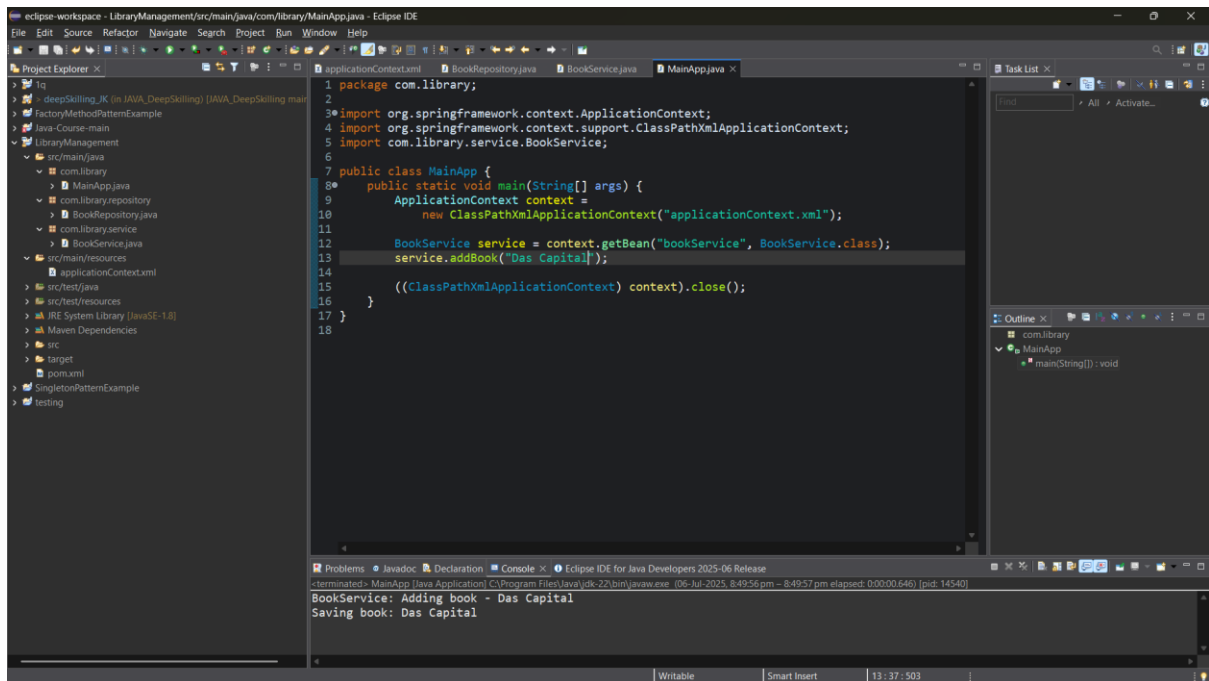 eclipse-workspace - LibraryManagement/src/main/java/com/library/MainApp.java - Eclipse IDE
File Edit Source Refactor Navigate Search Project Run Window Help
Project Explorer
1q
> deepSkilling_JK (in JAVA_DeepSkilling) [JAVA_DeepSkilling main
FactoryMethodPatternExample
Java-Course-main
LibraryManagement
src/main/java
com.library
MainApp.java
com.library.repository
BookRepository.java
com.library.service
BookService.java
src/main/resources
applicationContext.xml
src/test/java
src/test/resources
JRE System Library [JavaSE-1.8]
Maven Dependencies
src
target
pom.xml
SingletonPatternExample
testing
applicationContext.xml BookRepository.java BookService.java MainApp.java
1 package com.library;
2
3 import org.springframework.context.ApplicationContext;
4 import org.springframework.context.support.ClassPathXmlApplicationContext;
5 import com.library.service.BookService;
6
7 public class MainApp {
8 public static void main(String[] args) {
9 ApplicationContext context =
10 new ClassPathXmlApplicationContext("applicationContext.xml");
11
12 BookService service = context.getBean("bookService", BookService.class);
13 service.addBook("Das Capital");
14
15 ((ClassPathXmlApplicationContext) context).close();
16 }
17 }
18
Task List
Find All Activate...
Outline
com.library
MainApp
main(String[]) : void
Problems Javadoc Declaration Console Eclipse IDE for Java Developers 2025-06 Release
<terminated> MainApp [Java Application] C:\Program Files\Java\jdk-22\bin\javaw.exe (06-Jul-2025, 8:49:56 pm – 8:49:57 pm elapsed: 0:00:00.646) [pid: 14540]
BookService: Adding book - Das Capital
Saving book: Das Capital
Writable Smart Insert 13 : 37 : 503